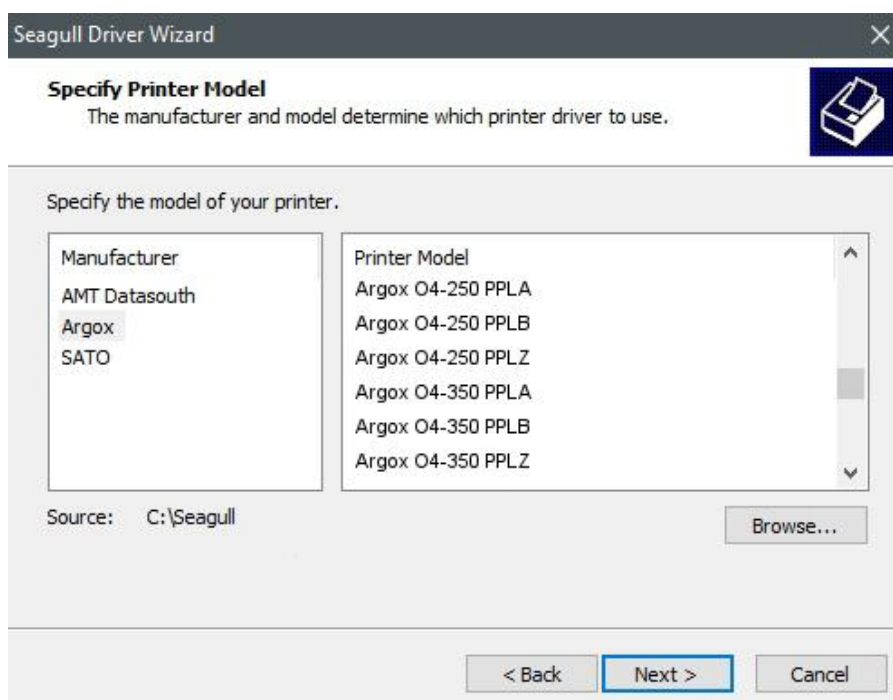 Seagull Driver Wizard
Specify Printer Model
The manufacturer and model determine which printer driver to use.
Specify the model of your printer.
Manufacturer
AMT Datasouth
Argox
SATO
Printer Model
Argox O4-250 PPLA
Argox O4-250 PPLB
Argox O4-250 PPLZ
Argox O4-350 PPLA
Argox O4-350 PPLB
Argox O4-350 PPLZ
Source: C:\Seagull
Browse...
< Back
Next >
Cancel